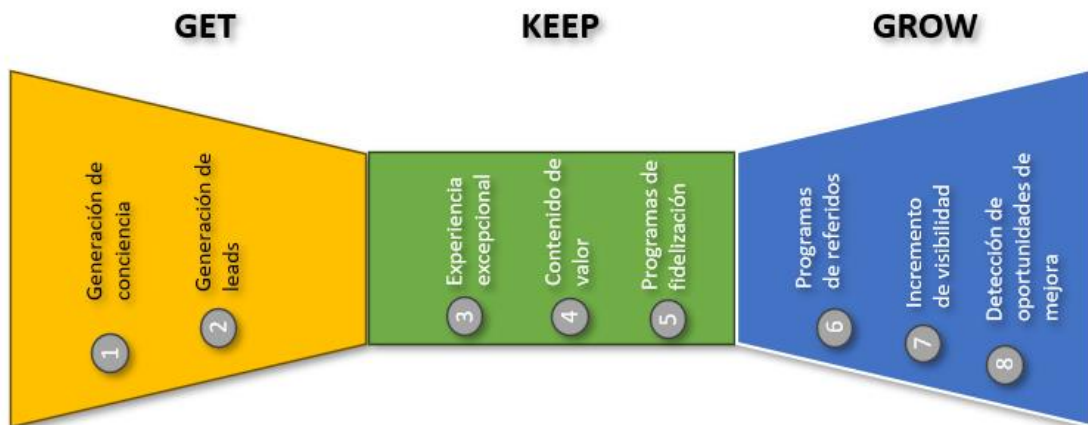 GET
KEEP
GROW
1
Generación de
conciencia
2
Generación de
leads
3
Experiencia
excepcional
4
Contenido de
valor
5
Programas de
fidelización
6
Programas
de referidos
7
Incremento
de visibilidad
8
Detección de
oportunidades de
mejora